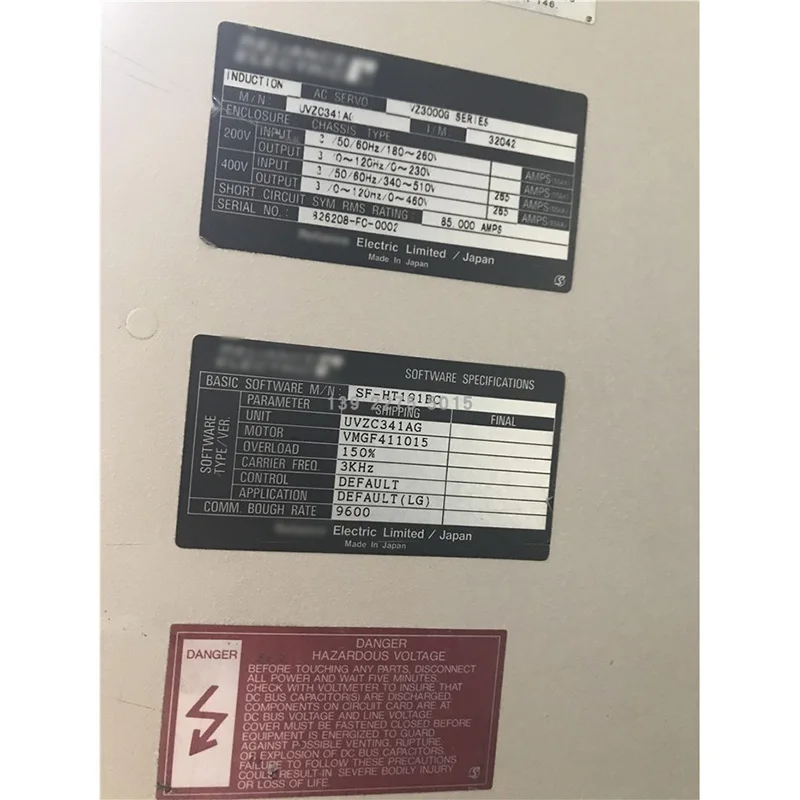 146.
INDUCTION AC SERVO VZ3000G SERIES
M/N: UVZC341AG I/M: 32042
ENCLOSURE CHASSIS TYPE
200V INPUT 3 /50/60Hz/180~260V AMPS
OUTPUT 3 /0~120Hz/0~230V 265 AMPS
400V INPUT 3 /50/60Hz/340~510V AMPS
OUTPUT 3 /0~120Hz/0~460V 265 AMPS
SHORT CIRCUIT SYM RMS RATING: 85.000 AMPS
SERIAL NO.: 826208-FC-0002
Electric Limited / Japan
Made In Japan
SOFTWARE SPECIFICATIONS
BASIC SOFTWARE M/N: SF-HT101BC
SOFTWARE TYPE/VER.
PARAMETER SHIPPING FINAL
UNIT UVZC341AG
MOTOR VMGF411015
OVERLOAD 150%
CARRIER FREQ. 3KHz
CONTROL DEFAULT
APPLICATION DEFAULT(LG)
COMM. BOUGH RATE 9600
Electric Limited / Japan
Made In Japan
DANGER
DANGER
HAZARDOUS VOLTAGE
BEFORE TOUCHING ANY PARTS, DISCONNECT
ALL POWER AND WAIT FIVE MINUTES.
CHECK WITH VOLTMETER TO INSURE THAT
DC BUS CAPACITOR(S) ARE DISCHARGED.
COMPONENTS ON CIRCUIT CARD ARE AT
DC BUS VOLTAGE AND LINE VOLTAGE
COVER MUST BE FASTENED CLOSED BEFORE
EQUIPMENT IS ENERGIZED TO GUARD
AGAINST POSSIBLE VENTING, RUPTURE
OR EXPLOSION OF DC BUS CAPACITORS.
FAILURE TO FOLLOW THESE PRECAUTIONS
COULD RESULT IN SEVERE BODILY INJURY
OR LOSS OF LIFE.